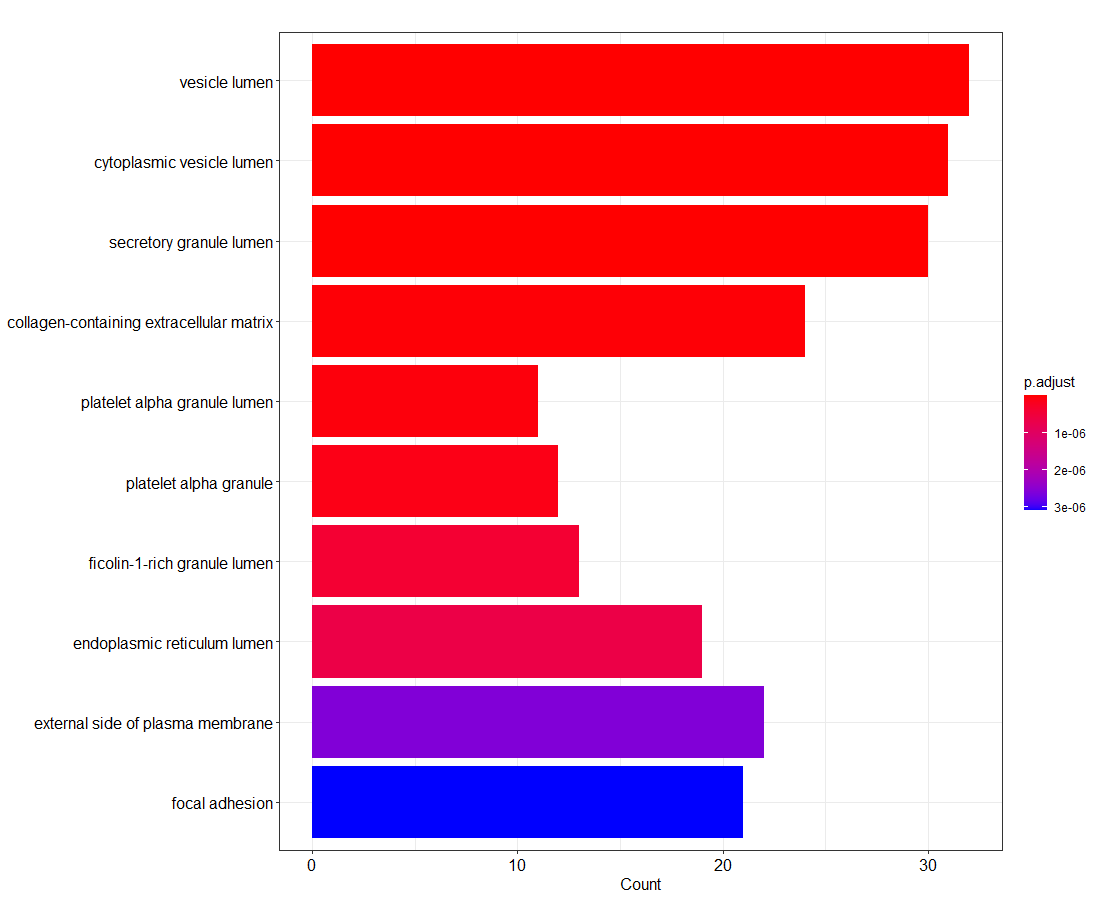 vesicle lumen
cytoplasmic vesicle lumen
secretory granule lumen
collagen-containing extracellular matrix
platelet alpha granule lumen
platelet alpha granule
ficolin-1-rich granule lumen
endoplasmic reticulum lumen
external side of plasma membrane
focal adhesion
0 10 20 30
Count
p.adjust
1e-06
2e-06
3e-06